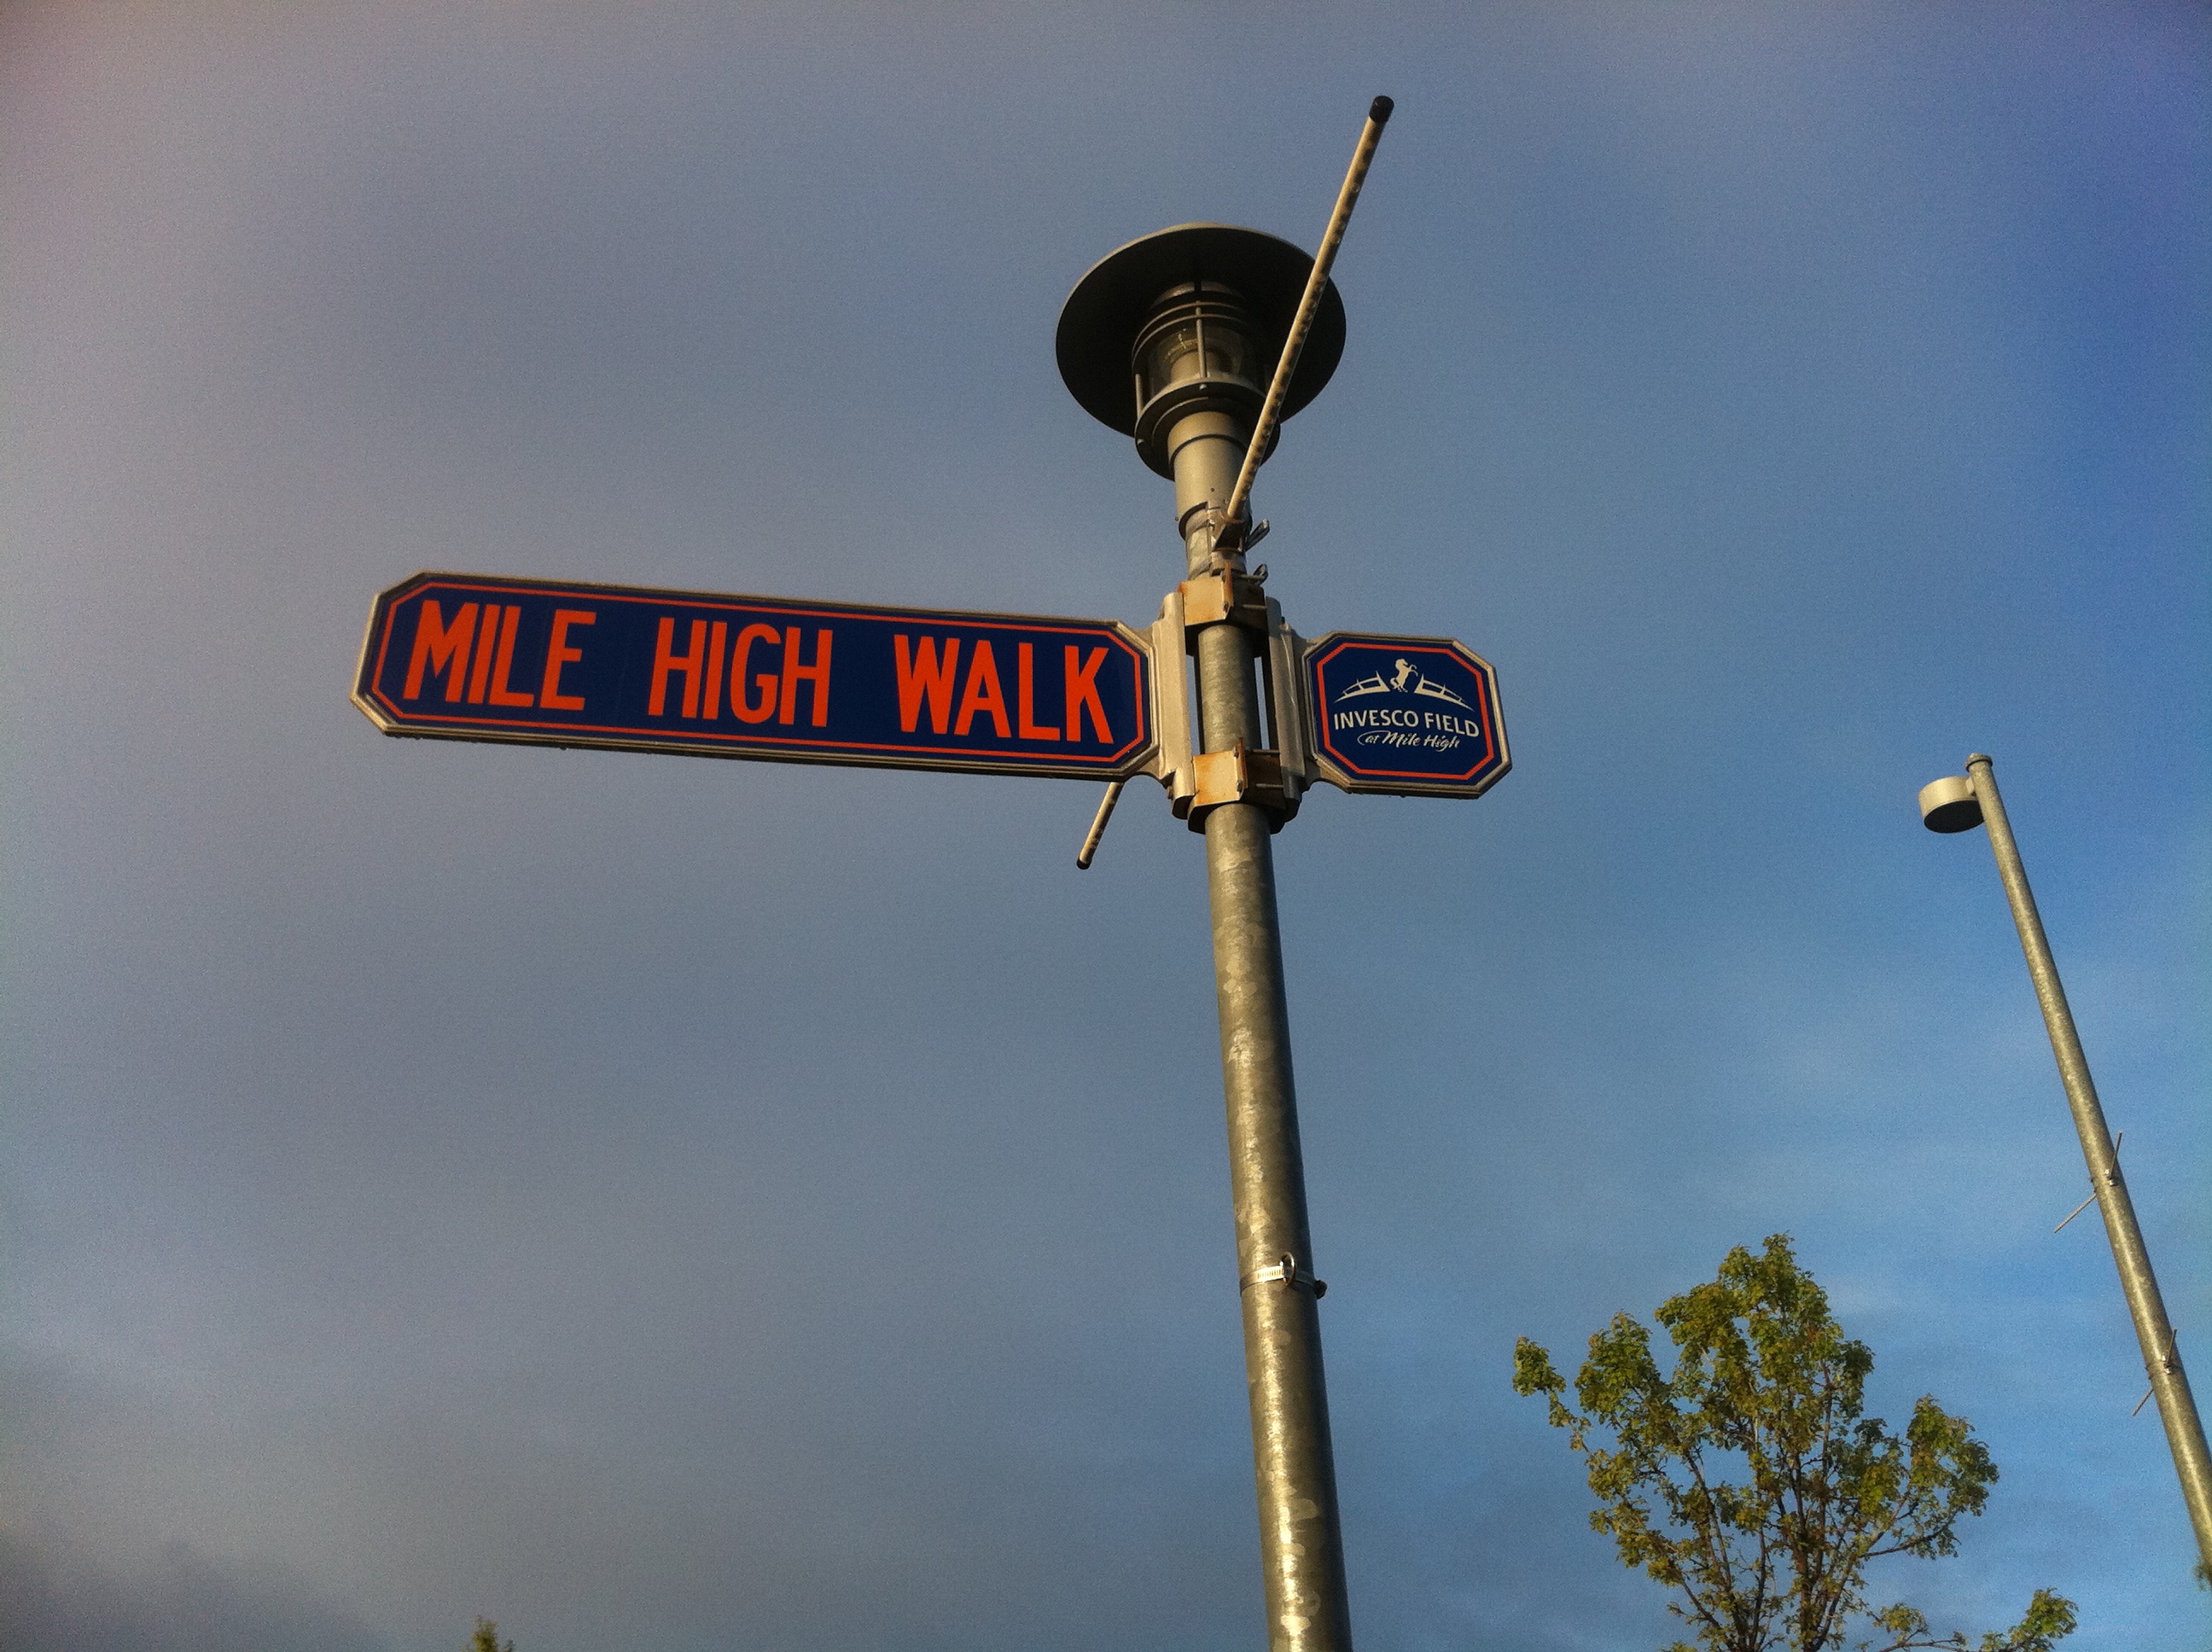 MILE HIGH WALK
INVESCO FIELD
at Mile High